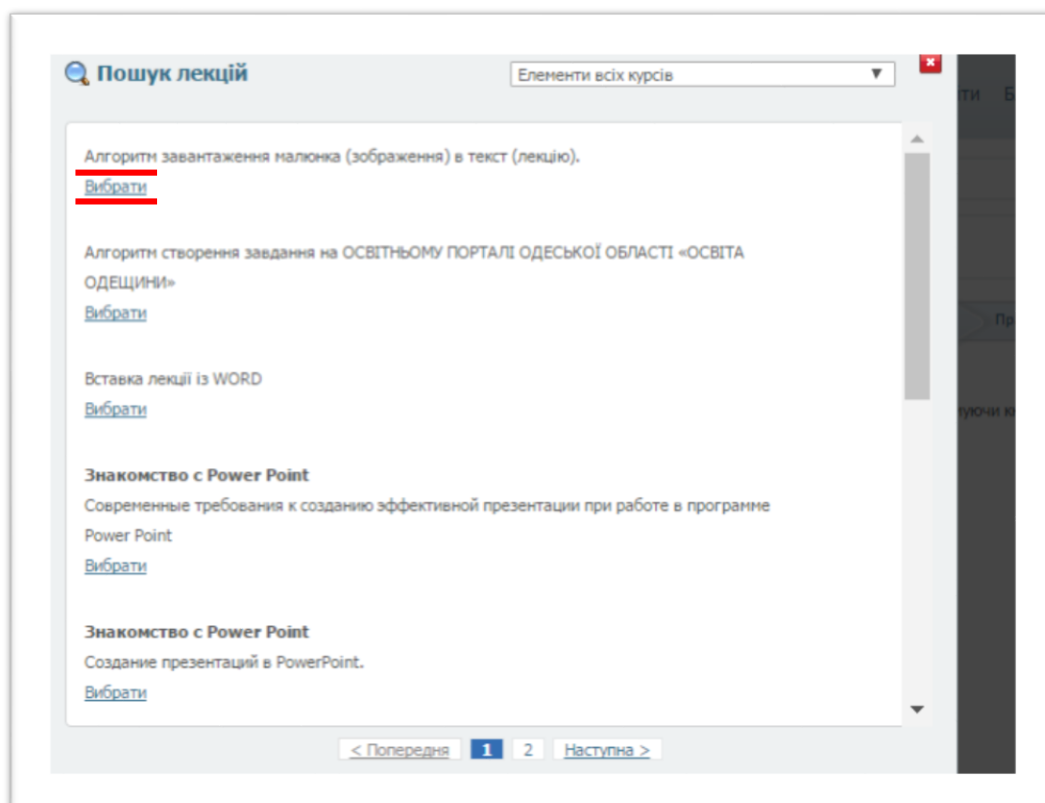 Пошук лекцій
Елементи всіх курсів
Алгоритм завантаження малюнка (зображення) в текст (лекцію).
Вибрати
Алгоритм створення завдання на ОСВІТНЬОМУ ПОРТАЛІ ОДЕСЬКОЇ ОБЛАСТІ «ОСВІТА
ОДЕЩИНИ»
Вибрати
Вставка лекції із WORD
Вибрати
Знакомство с Power Point
Современные требования к созданию эффективной презентации при работе в программе
Power Point
Вибрати
Знакомство с Power Point
Создание презентаций в PowerPoint.
Вибрати
< Попередня 1 2 Наступна >